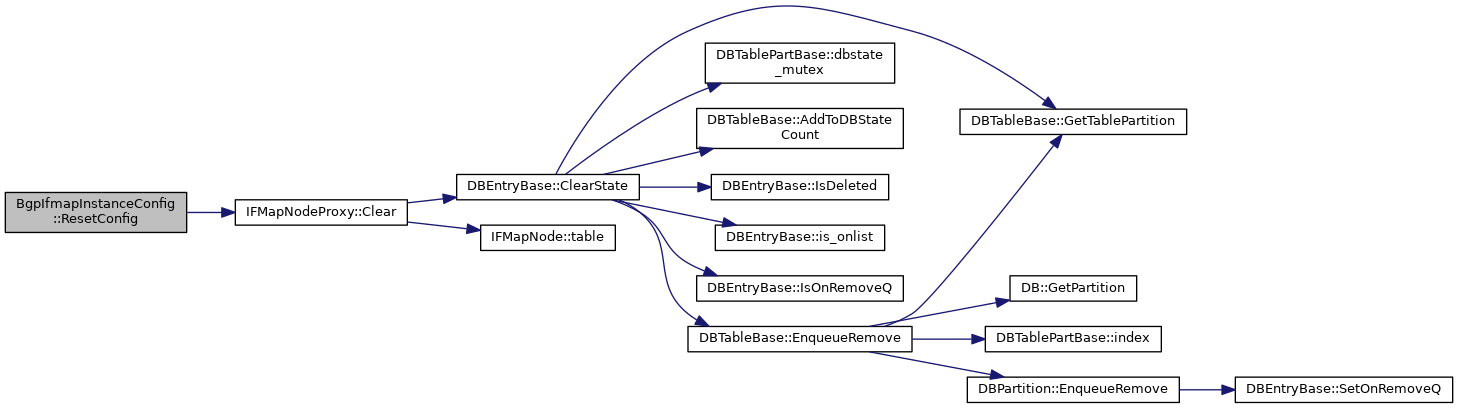 BgpIfmapInstanceConfig
::ResetConfig
IFMapNodeProxy::Clear
DBEntryBase::ClearState
IFMapNode::table
DBTablePartBase::dbstate
_mutex
DBTableBase::AddToDBState
Count
DBEntryBase::IsDeleted
DBEntryBase::is_onlist
DBEntryBase::IsOnRemoveQ
DBTableBase::EnqueueRemove
DBTableBase::GetTablePartition
DB::GetPartition
DBTablePartBase::index
DBPartition::EnqueueRemove
DBEntryBase::SetOnRemoveQ